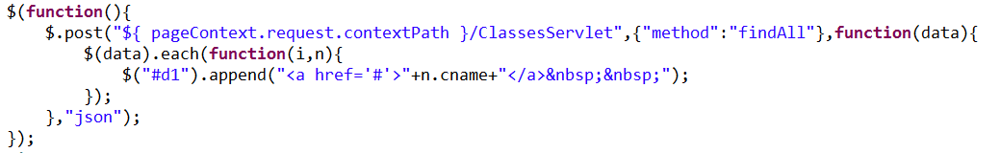 $(function(){
$.post("${ pageContext.request.contextPath }/ClassesServlet",{"method":"findAll"},function(data){
$(data).each(function(i,n){
$("#d1").append("<a href='#'>"+n.cname+"</a>&nbsp;&nbsp;");
});
},"json");
});